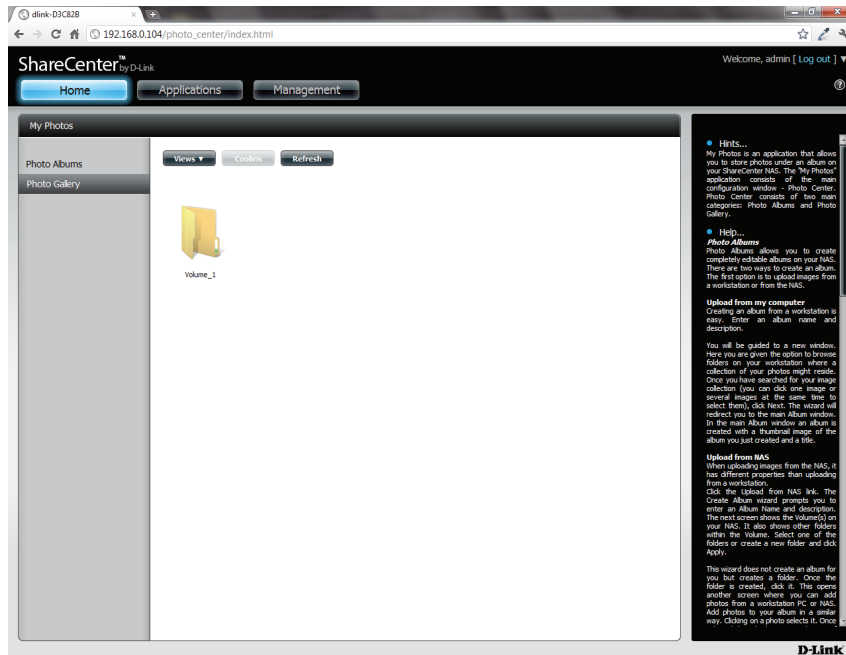 dlink-D3C82B
192.168.0.104/photo_center/index.html
ShareCenter™ by D-Link
Welcome, admin [ Log out ] ▼
Home
Applications
Management
My Photos
Photo Albums
Photo Gallery
Views ▼
Cooliris
Refresh
Volume_1
Hints...
My Photos is an application that allows
you to store photos under an album on
your ShareCenter NAS. The "My Photos"
application consists of the main
configuration window - Photo Center.
Photo Center consists of two main
categories: Photo Albums and Photo
Gallery.
Help...
Photo Albums
Photo Albums allows you to create
completely editable albums on your NAS.
There are two ways to create an album.
The first option is to upload images from
a workstation or from the NAS.
Upload from my computer
Creating an album from a workstation is
easy. Enter an album name and
description.
You will be guided to a new window.
Here you are given the option to browse
folders on your workstation where a
collection of your photos might reside.
Once you have searched for your image
collection (you can click one image or
several images at the same time to
select them), click Next. The wizard will
redirect you to the main Album window.
In the main Album window an album is
created with a thumbnail image of the
album you just created and a title.
Upload from NAS
When uploading images from the NAS, it
has different properties than uploading
from a workstation.
Click the Upload from NAS link. The
Create Album wizard prompts you to
enter an Album Name and description.
The next screen shows the Volume(s) on
your NAS. It also shows other folders
within the Volume. Select one of the
folders or create a new folder and click
Apply.
This wizard does not create an album for
you but creates a folder. Once the
folder is created, click it. This opens
another screen where you can add
photos from a workstation PC or NAS.
Add photos to your album in a similar
way. Clicking on a photo selects it. Once
D-Link